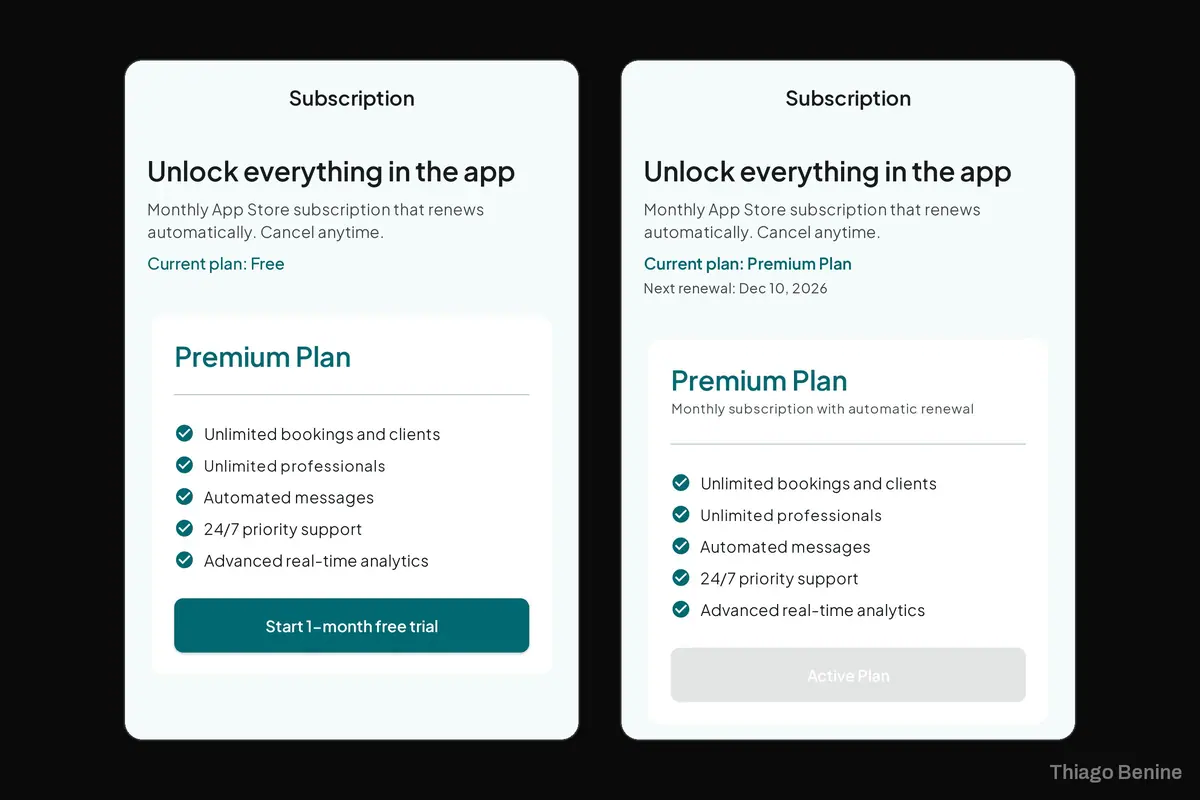 Subscription
Unlock everything in the app
Monthly App Store subscription that renews
automatically. Cancel anytime.
Current plan: Free
Premium Plan
Unlimited bookings and clients
Unlimited professionals
Automated messages
24/7 priority support
Advanced real-time analytics
Start 1-month free trial
Subscription
Unlock everything in the app
Monthly App Store subscription that renews
automatically. Cancel anytime.
Current plan: Premium Plan
Next renewal: Dec 10, 2026
Premium Plan
Monthly subscription with automatic renewal
Unlimited bookings and clients
Unlimited professionals
Automated messages
24/7 priority support
Advanced real-time analytics
Active Plan
Thiago Benine